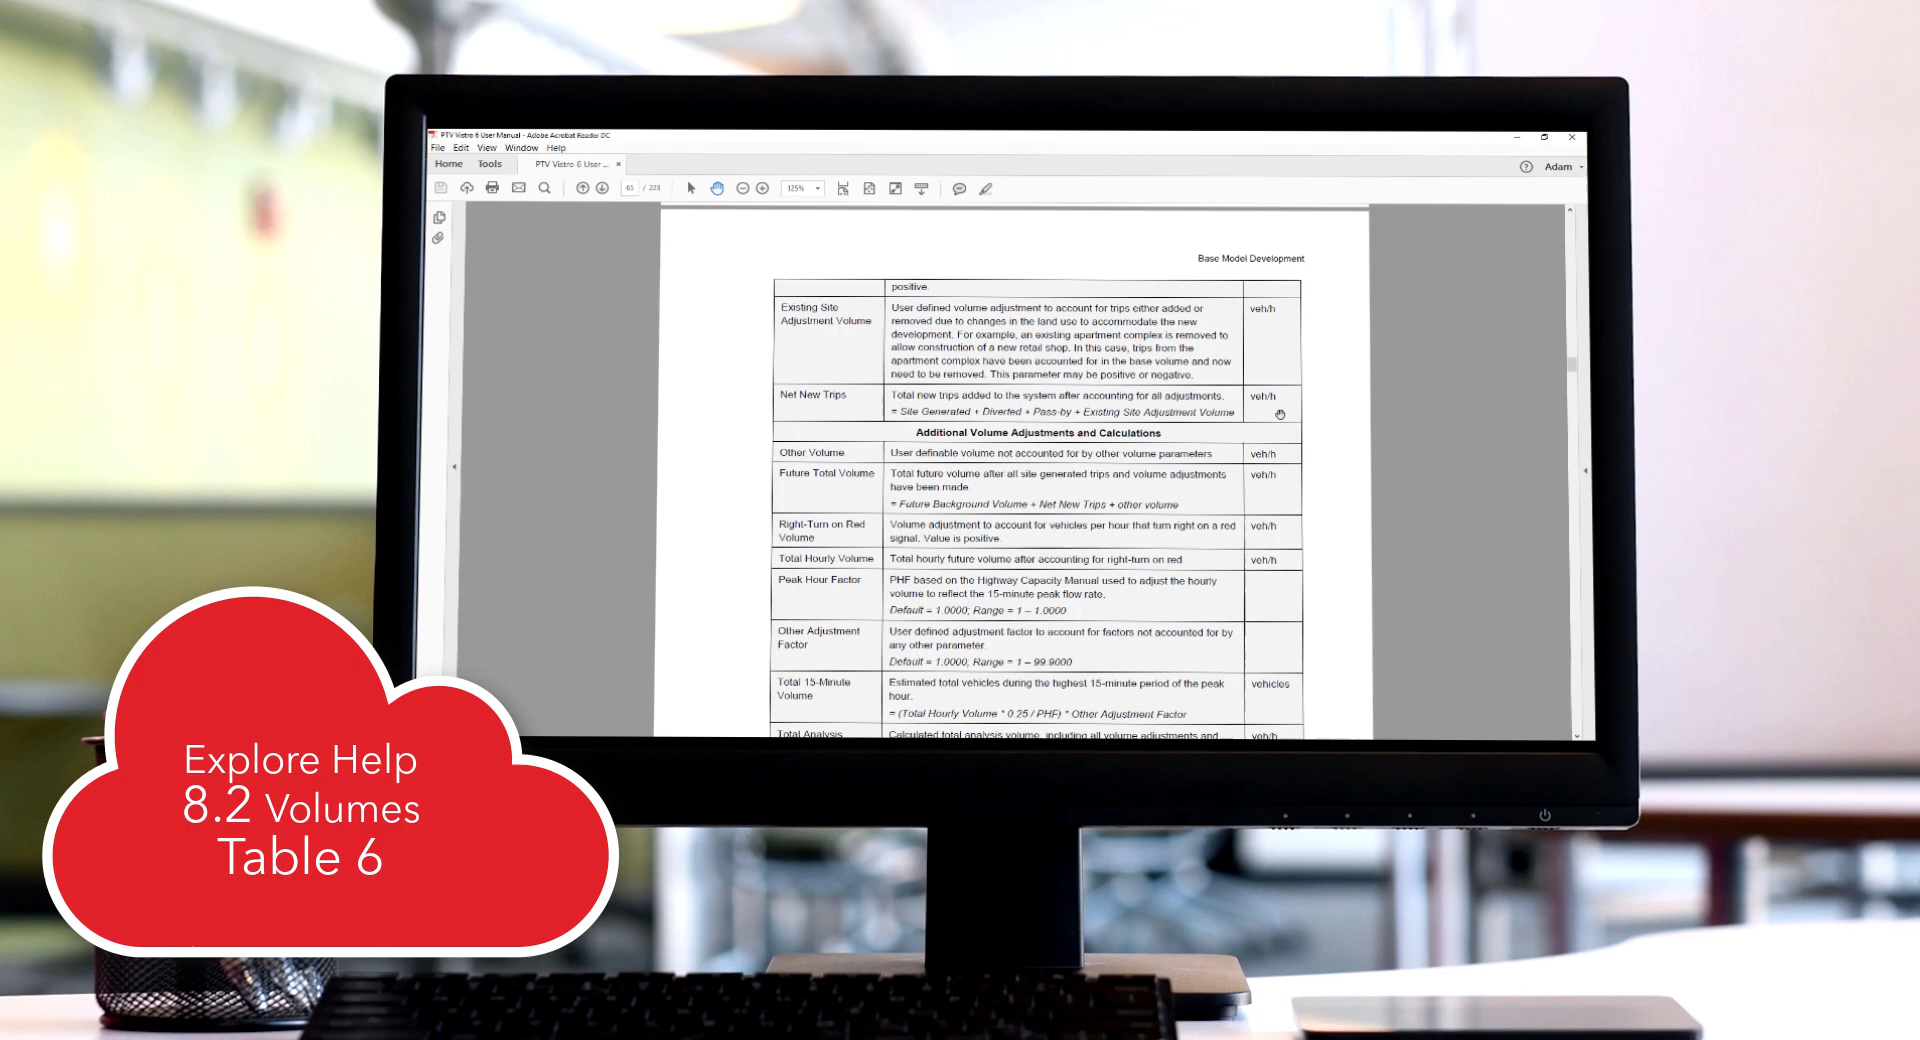 PTV Vistro 6 User Manual - Adobe Acrobat Reader DC
File Edit View Window Help
Home Tools PTV Vistro 6 User ... ×
Adam
65 / 223
125%
Base Model Development
positive.
Existing Site Adjustment Volume
User defined volume adjustment to account for trips either added or
removed due to changes in the land use to accommodate the new
development. For example, an existing apartment complex is removed to
allow construction of a new retail shop. In this case, trips from the
apartment complex have been accounted for in the base volume and now
need to be removed. This parameter may be positive or negative.
veh/h
Net New Trips
Total new trips added to the system after accounting for all adjustments.
= Site Generated + Diverted + Pass-by + Existing Site Adjustment Volume
veh/h
Additional Volume Adjustments and Calculations
Other Volume
User definable volume not accounted for by other volume parameters
veh/h
Future Total Volume
Total future volume after all site generated trips and volume adjustments
have been made
= Future Background Volume + Net New Trips + other volume
veh/h
Right-Turn on Red
Volume
Volume adjustment to account for vehicles per hour that turn right on a red
signal. Value is positive.
veh/h
Total Hourly Volume
Total hourly future volume after accounting for right-turn on red
veh/h
Peak Hour Factor
PHF based on the Highway Capacity Manual used to adjust the hourly
volume to reflect the 15-minute peak flow rate.
Default = 1.0000; Range = 1 – 1.0000
Other Adjustment
Factor
User defined adjustment factor to account for factors not accounted for by
any other parameter.
Default = 1.0000; Range = 1 – 99.9000
Total 15-Minute
Volume
Estimated total vehicles during the highest 15-minute period of the peak
hour.
= (Total Hourly Volume * 0.25 / PHF) * Other Adjustment Factor
vehicles
Total Analysis
Calculated total analysis volume, including all volume adjustments and
veh/h
Explore Help
8.2 Volumes
Table 6